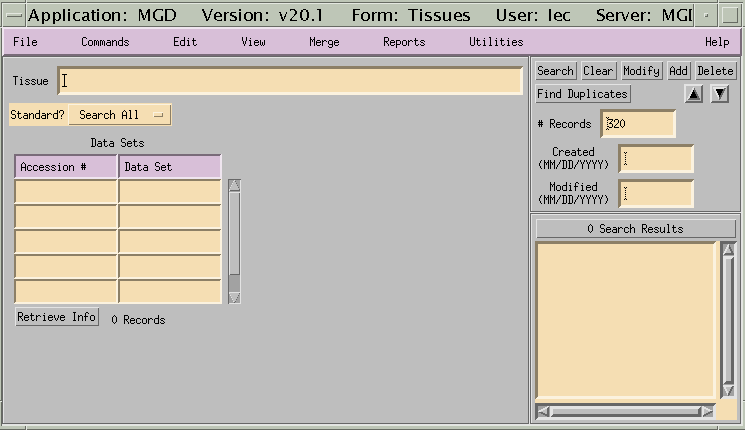 Application: MGD Version: v20.1 Form: Tissues User: lec Server: MGI
File Commands Edit View Merge Reports Utilities Help
Tissue
Standard? Search All
Data Sets
Accession # Data Set
Retrieve Info 0 Records
Search Clear Modify Add Delete
Find Duplicates
# Records 320
Created
(MM/DD/YYYY)
Modified
(MM/DD/YYYY)
0 Search Results